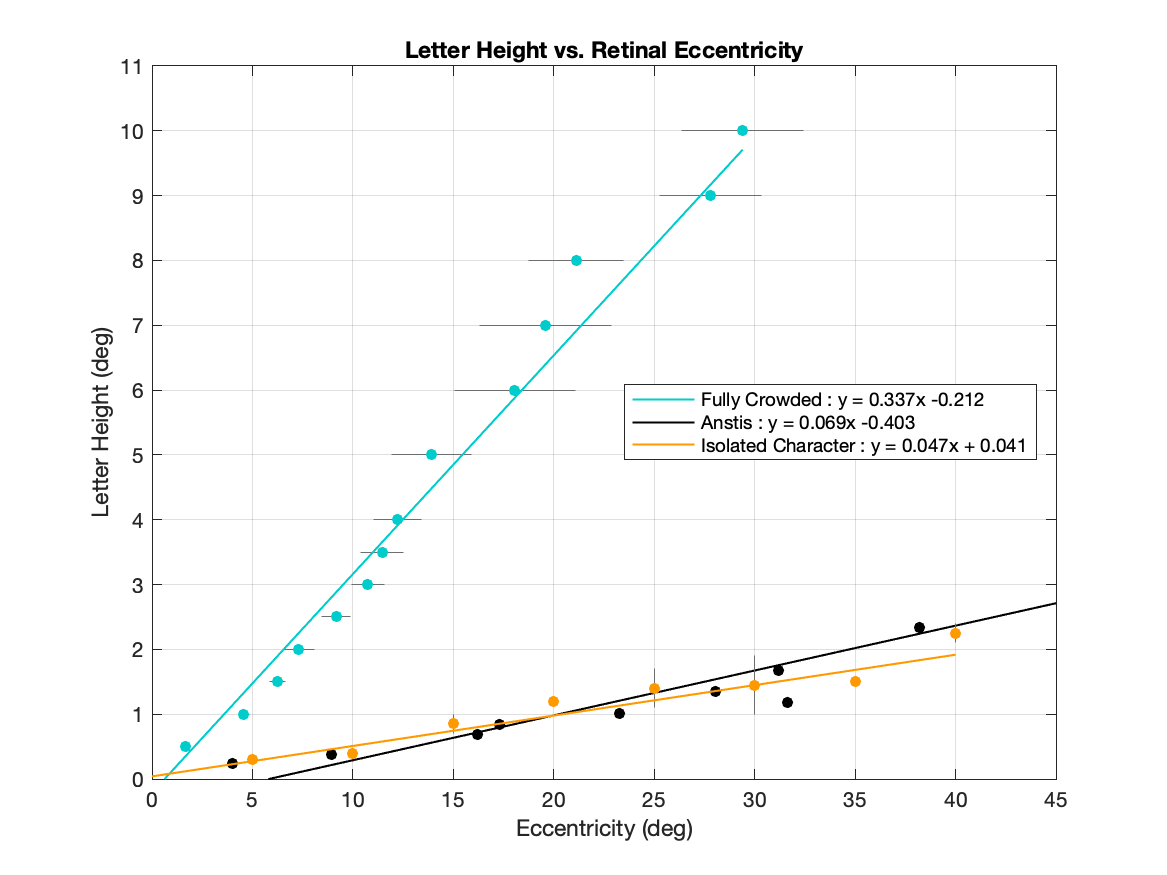 Letter Height vs. Retinal Eccentricity
11
10
9
8
7
6
5
4
3
2
1
0
Letter Height (deg)
Fully Crowded : y = 0.337x -0.212
Anstis : y = 0.069x -0.403
Isolated Character : y = 0.047x + 0.041
0 5 10 15 20 25 30 35 40 45
Eccentricity (deg)